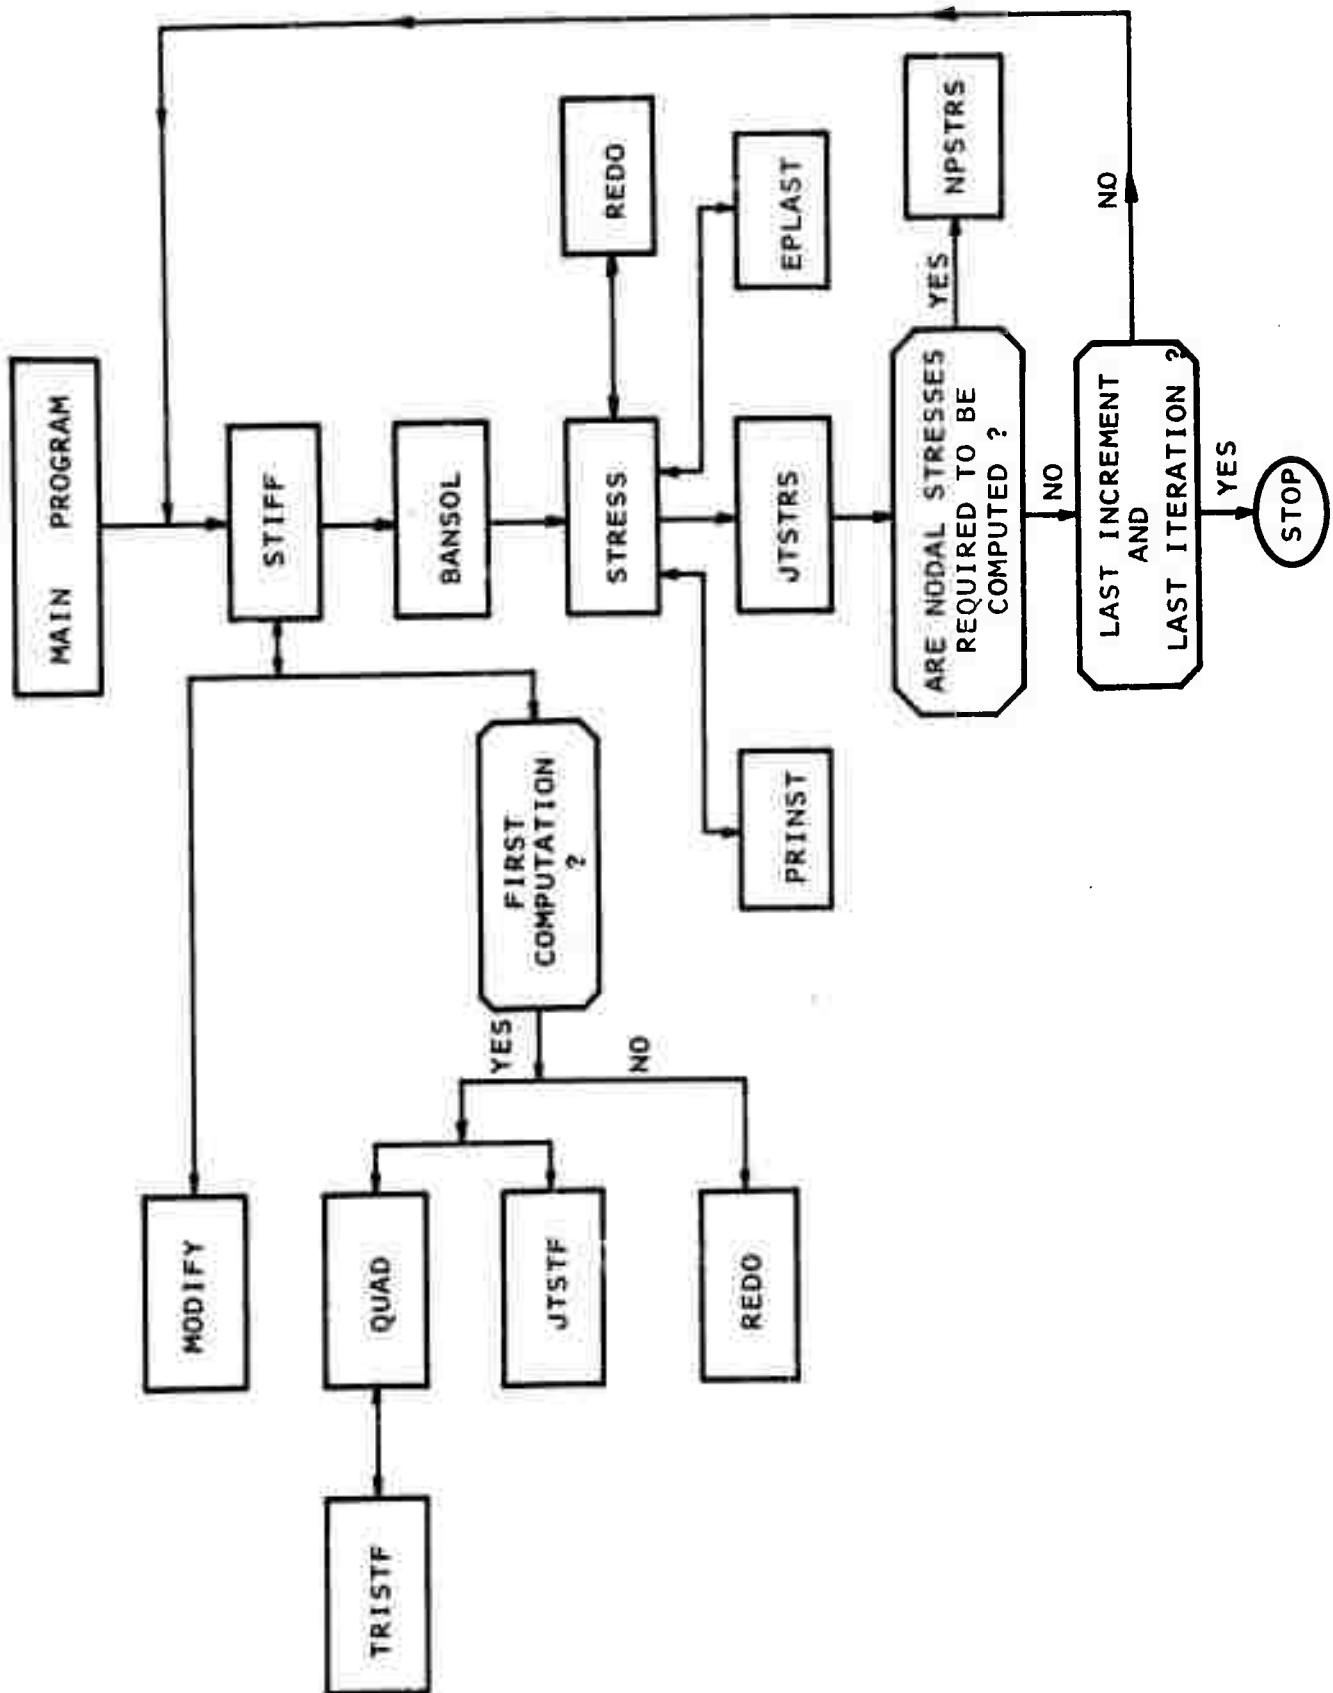 MAIN PROGRAM
STIFF
MODIFY
FIRST
COMPUTATION
?
YES
NO
QUAD
TRISTF
JTSTF
REDO
BANSOL
STRESS
REDO
PRINST
EPLAST
JTSTRS
ARE NODAL STRESSES
REQUIRED TO BE
COMPUTED ?
YES
NPSTRS
NO
LAST INCREMENT
AND
LAST ITERATION ?
NO
YES
STOP